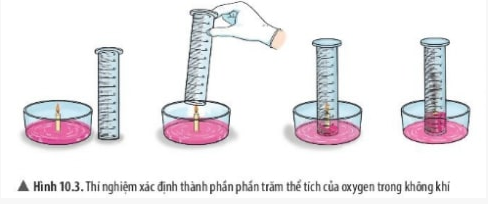 ▲ Hình 10.3. Thí nghiệm xác định thành phần phần trăm thể tích của oxygen trong không khí